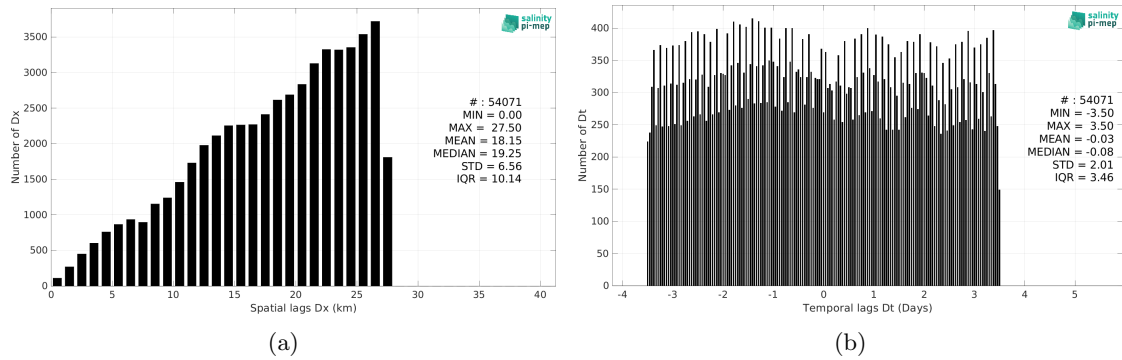 salinity
pi-mep
3500
3000
2500
2000
1500
1000
500
0
Number of Dx
# : 54071
MIN = 0.00
MAX = 27.50
MEAN = 18.15
MEDIAN = 19.25
STD = 6.56
IQR = 10.14
0 5 10 15 20 25 30 35 40
Spatial lags Dx (km)
(a)
salinity
pi-mep
400
350
300
250
200
150
100
50
0
Number of Dt
# : 54071
MIN = -3.50
MAX = 3.50
MEAN = -0.03
MEDIAN = -0.08
STD = 2.01
IQR = 3.46
-4 -3 -2 -1 0 1 2 3 4 5
Temporal lags Dt (Days)
(b)